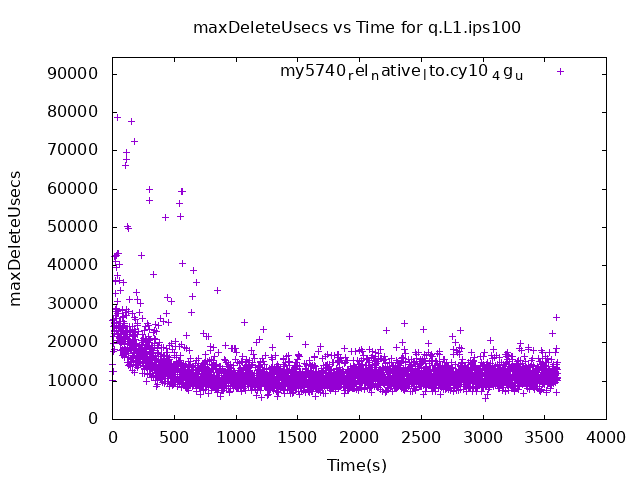 maxDeleteUsecs vs Time for q.L1.ips100
my5740relnativelto.cy104gu
90000
80000
70000
60000
50000
40000
30000
20000
10000
0
maxDeleteUsecs
0 500 1000 1500 2000 2500 3000 3500 4000
Time(s)